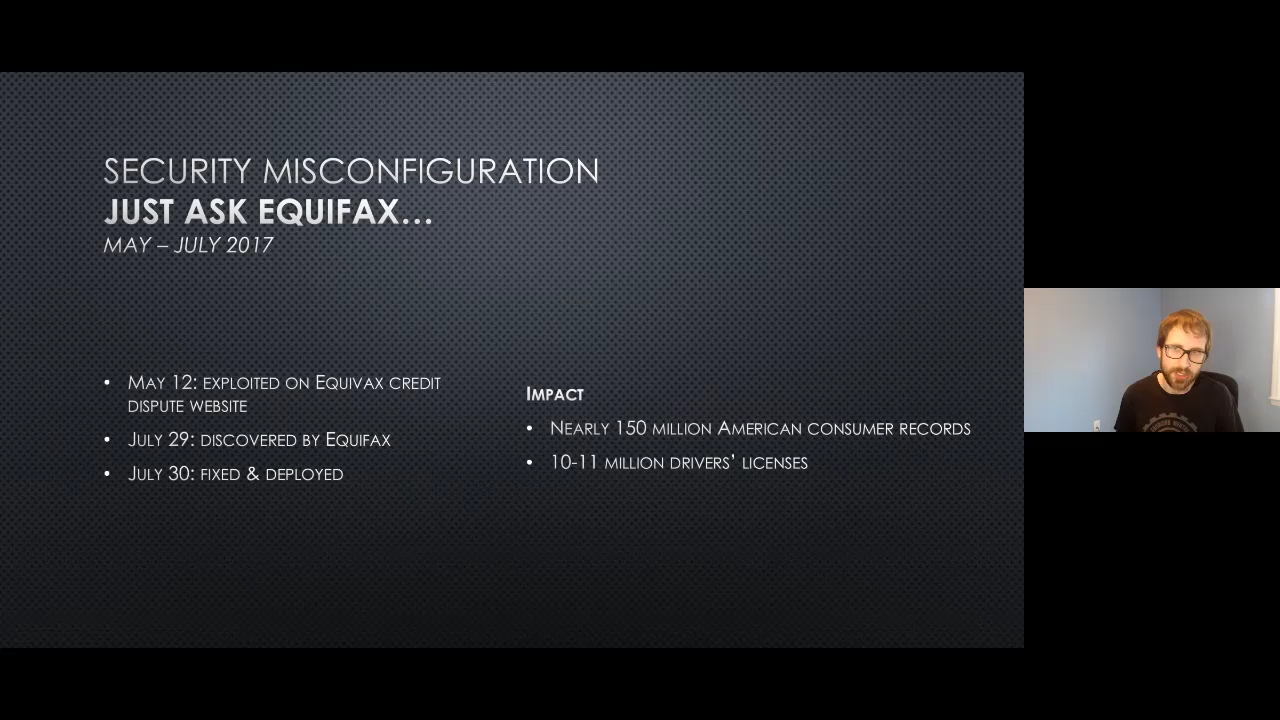 SECURITY MISCONFIGURATION
JUST ASK EQUIFAX…
MAY – JULY 2017
• MAY 12: EXPLOITED ON EQUIVAX CREDIT
DISPUTE WEBSITE
• JULY 29: DISCOVERED BY EQUIFAX
• JULY 30: FIXED & DEPLOYED
IMPACT
• NEARLY 150 MILLION AMERICAN CONSUMER RECORDS
• 10-11 MILLION DRIVERS’ LICENSES